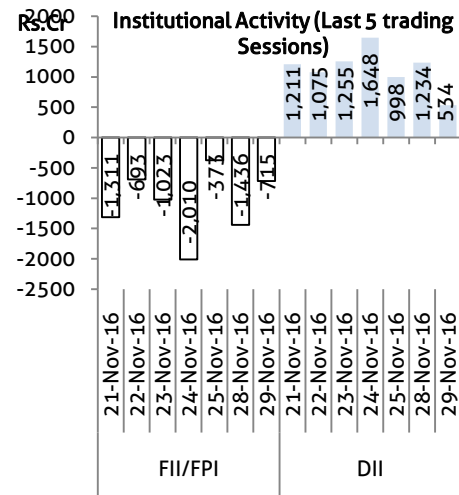 Rs.Cr
Institutional Activity (Last 5 trading
Sessions)
2000
1500
1000
500
0
-500
-1000
-1500
-2000
-2500
-1,311
-693
-1,023
-2,010
-373
-1,436
-715
1,211
1,075
1,255
1,648
998
1,234
534
21-Nov-16
22-Nov-16
23-Nov-16
24-Nov-16
25-Nov-16
28-Nov-16
29-Nov-16
21-Nov-16
22-Nov-16
23-Nov-16
24-Nov-16
25-Nov-16
28-Nov-16
29-Nov-16
FII/FPI
DII